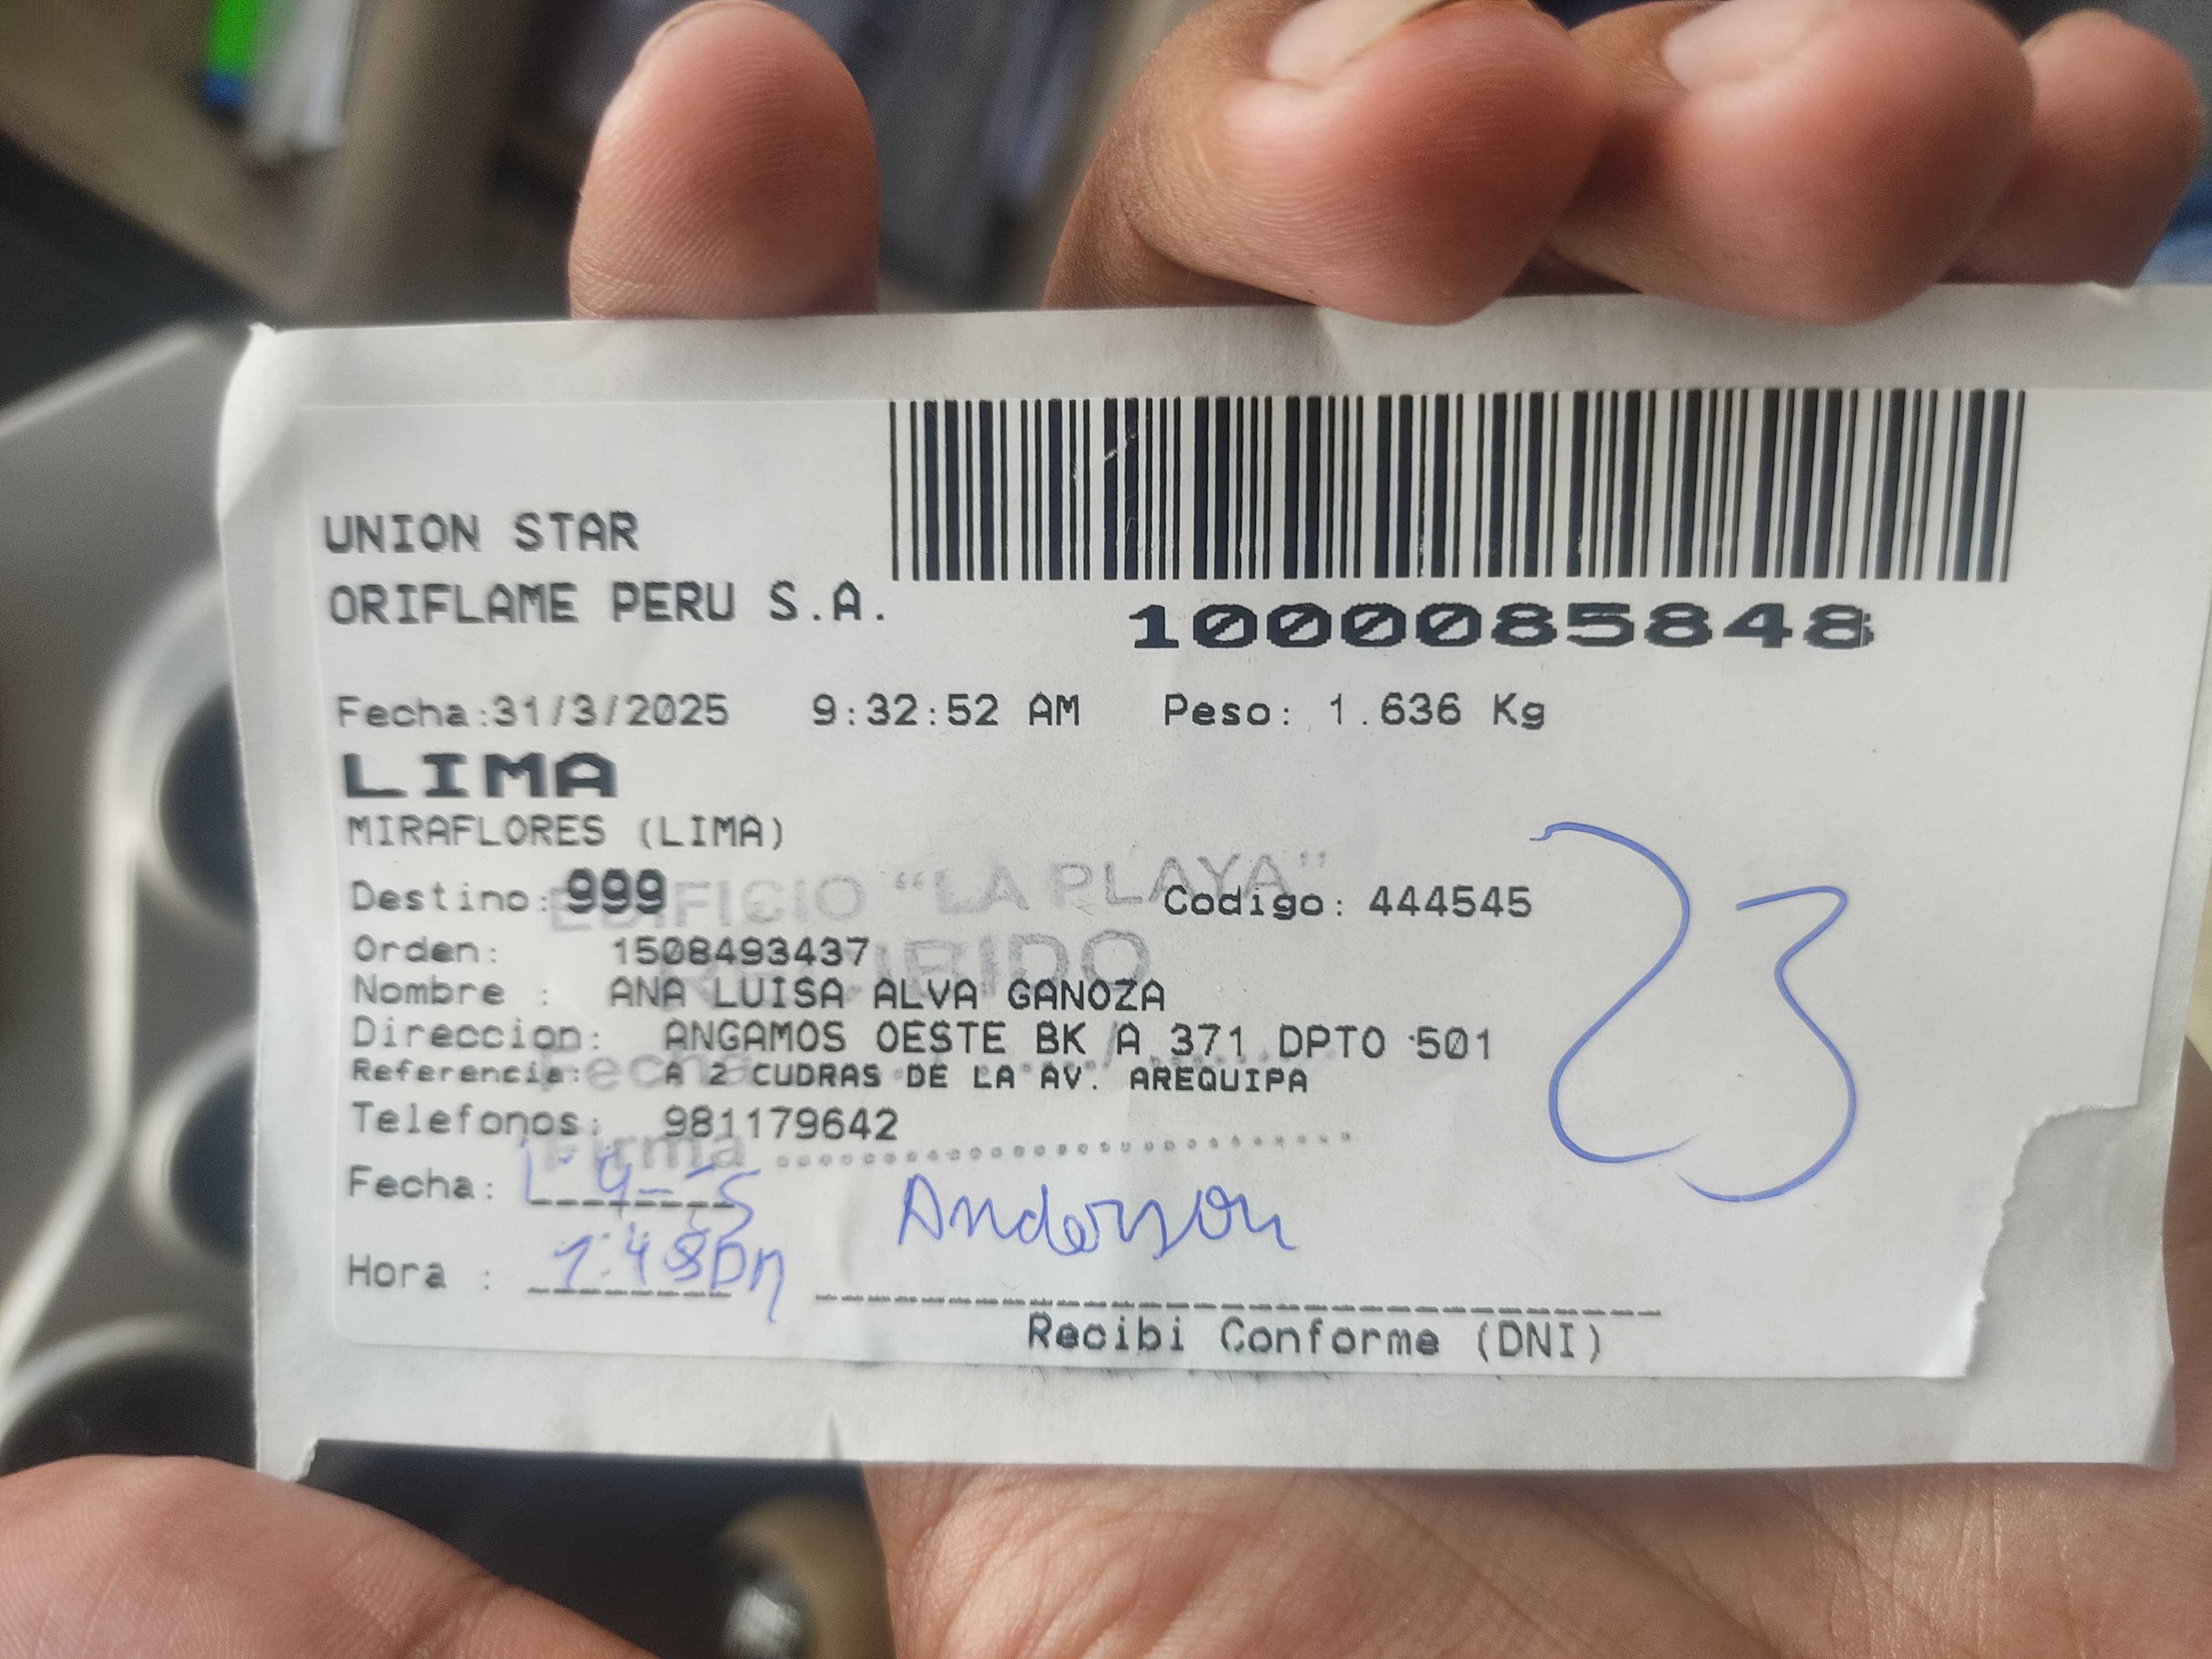 UNION STAR
ORIFLAME PERU S.A.
1000085848
Fecha:31/3/2025 9:32:52 AM Peso: 1.636 Kg
LIMA
MIRAFLORES (LIMA)
EDIFICIO "LA PLAYA"
Destino: 999 Codigo: 444545
RECIBIDO
Orden: 1508493437
Nombre : ANA LUISA ALVA GANOZA
Direccion: ANGAMOS OESTE BK A 371 DPTO 501
Fecha
Referencia: A 2 CUDRAS DE LA AV. AREQUIPA
Telefonos: 981179642
Firma
Fecha:
Anderson
Hora : 1:48pm
Recibi Conforme (DNI)
23